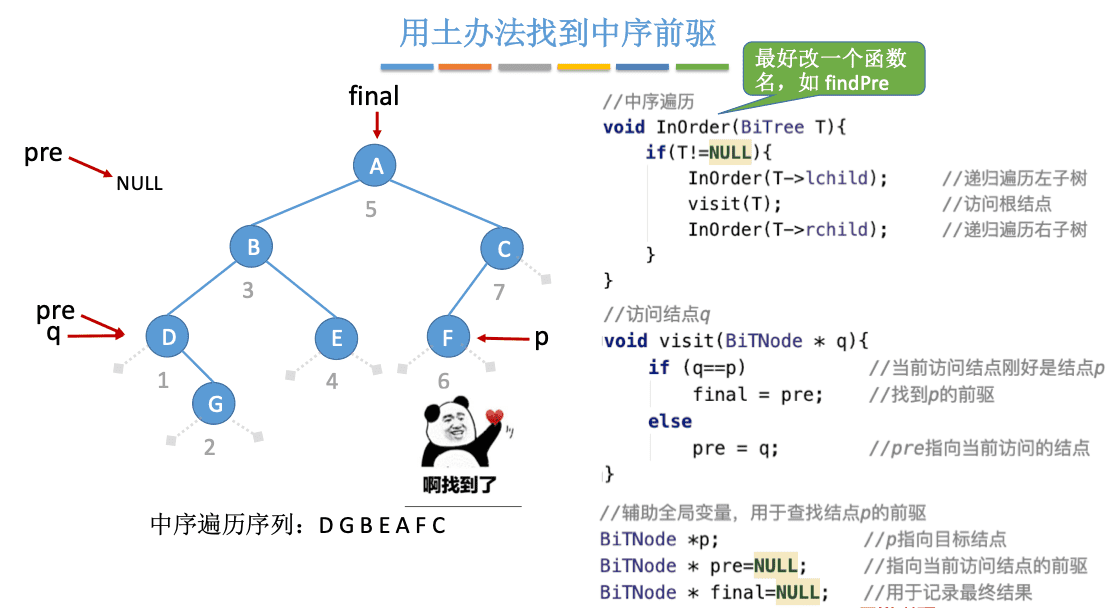 用土办法找到中序前驱
最好改一个函数
名，如 findPre
final
pre
NULL
A
5
B
3
C
7
pre
q
D
1
E
4
F
6
p
G
2
啊找到了
中序遍历序列：D G B E A F C
//中序遍历
void InOrder(BiTree T){
if(T!=NULL){
InOrder(T->lchild); //递归遍历左子树
visit(T); //访问根结点
InOrder(T->rchild); //递归遍历右子树
}
}
//访问结点q
void visit(BiTNode * q){
if (q==p) //当前访问结点刚好是结点p
final = pre; //找到p的前驱
else
pre = q; //pre指向当前访问的结点
}
//辅助全局变量，用于查找结点p的前驱
BiTNode *p; //p指向目标结点
BiTNode * pre=NULL; //指向当前访问结点的前驱
BiTNode * final=NULL; //用于记录最终结果